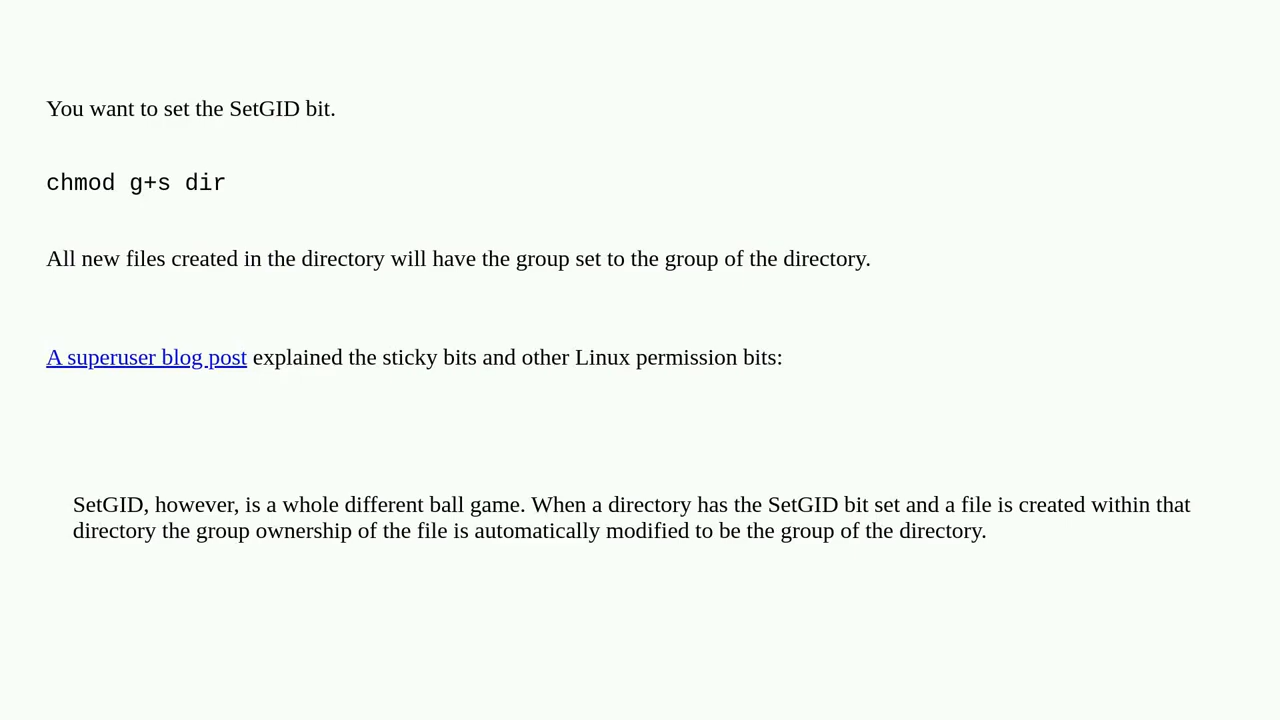 You want to set the SetGID bit.
chmod g+s dir
All new files created in the directory will have the group set to the group of the directory.
A superuser blog post explained the sticky bits and other Linux permission bits:
SetGID, however, is a whole different ball game. When a directory has the SetGID bit set and a file is created within that
directory the group ownership of the file is automatically modified to be the group of the directory.